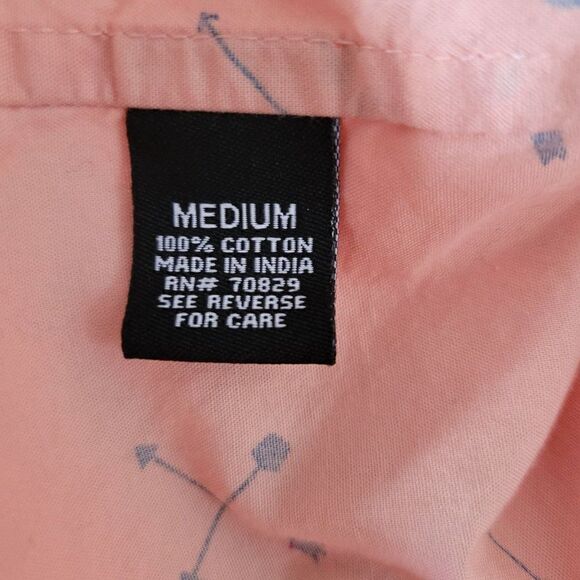 MEDIUM
100% COTTON
MADE IN INDIA
RN# 70829
SEE REVERSE
FOR CARE